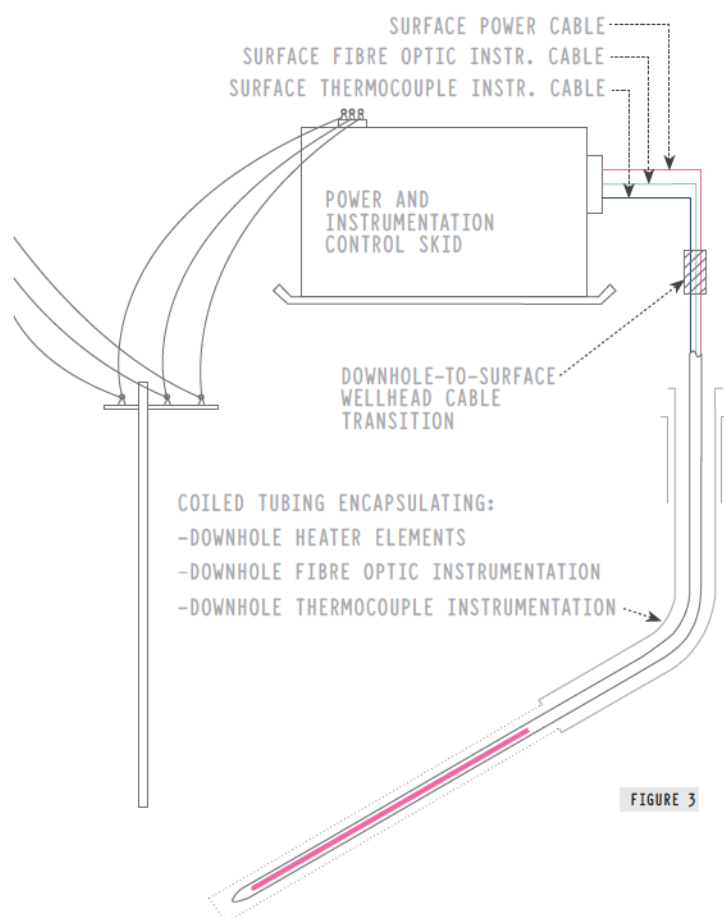 SURFACE POWER CABLE
SURFACE FIBRE OPTIC INSTR. CABLE
SURFACE THERMOCOUPLE INSTR. CABLE
POWER AND
INSTRUMENTATION
CONTROL SKID
DOWNHOLE-TO-SURFACE
WELLHEAD CABLE
TRANSITION
COILED TUBING ENCAPSULATING:
-DOWNHOLE HEATER ELEMENTS
-DOWNHOLE FIBRE OPTIC INSTRUMENTATION
-DOWNHOLE THERMOCOUPLE INSTRUMENTATION
FIGURE 3